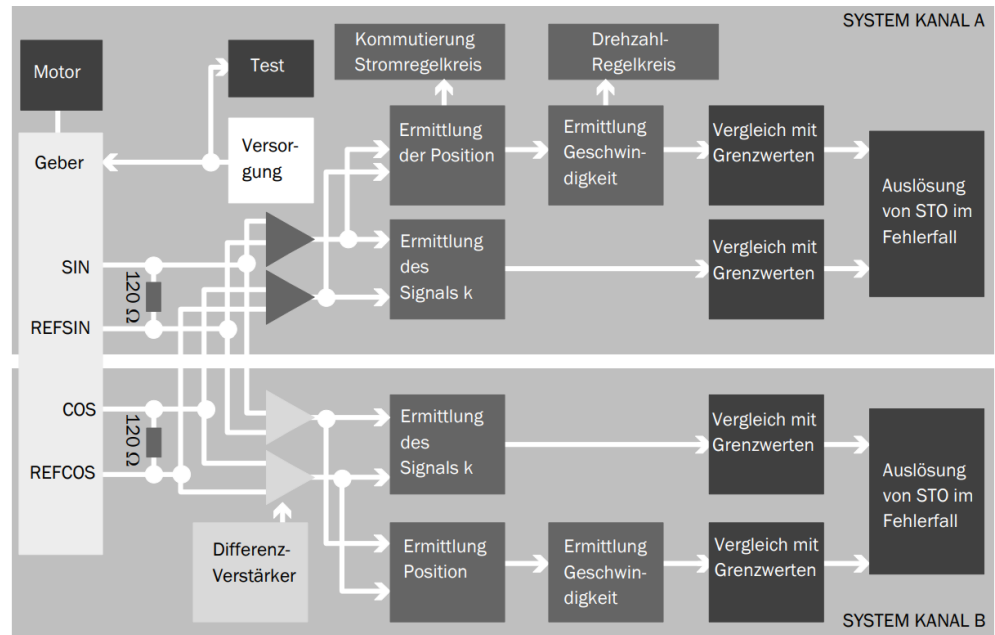 SYSTEM KANAL A
Motor
Test
Kommutierung
Stromregelkreis
Drehzahl-
Regelkreis
Geber
Versor-
gung
Ermittlung
der Position
Ermittlung
Geschwin-
digkeit
Vergleich mit
Grenzwerten
Auslösung
von STO im
Fehlerfall
SIN
120 Ω
REFSIN
Ermittlung
des
Signals k
Vergleich mit
Grenzwerten
COS
120 Ω
REFCOS
Ermittlung
des
Signals k
Vergleich mit
Grenzwerten
Auslösung
von STO im
Fehlerfall
Differenz-
Verstärker
Ermittlung
Position
Ermittlung
Geschwin-
digkeit
Vergleich mit
Grenzwerten
SYSTEM KANAL B